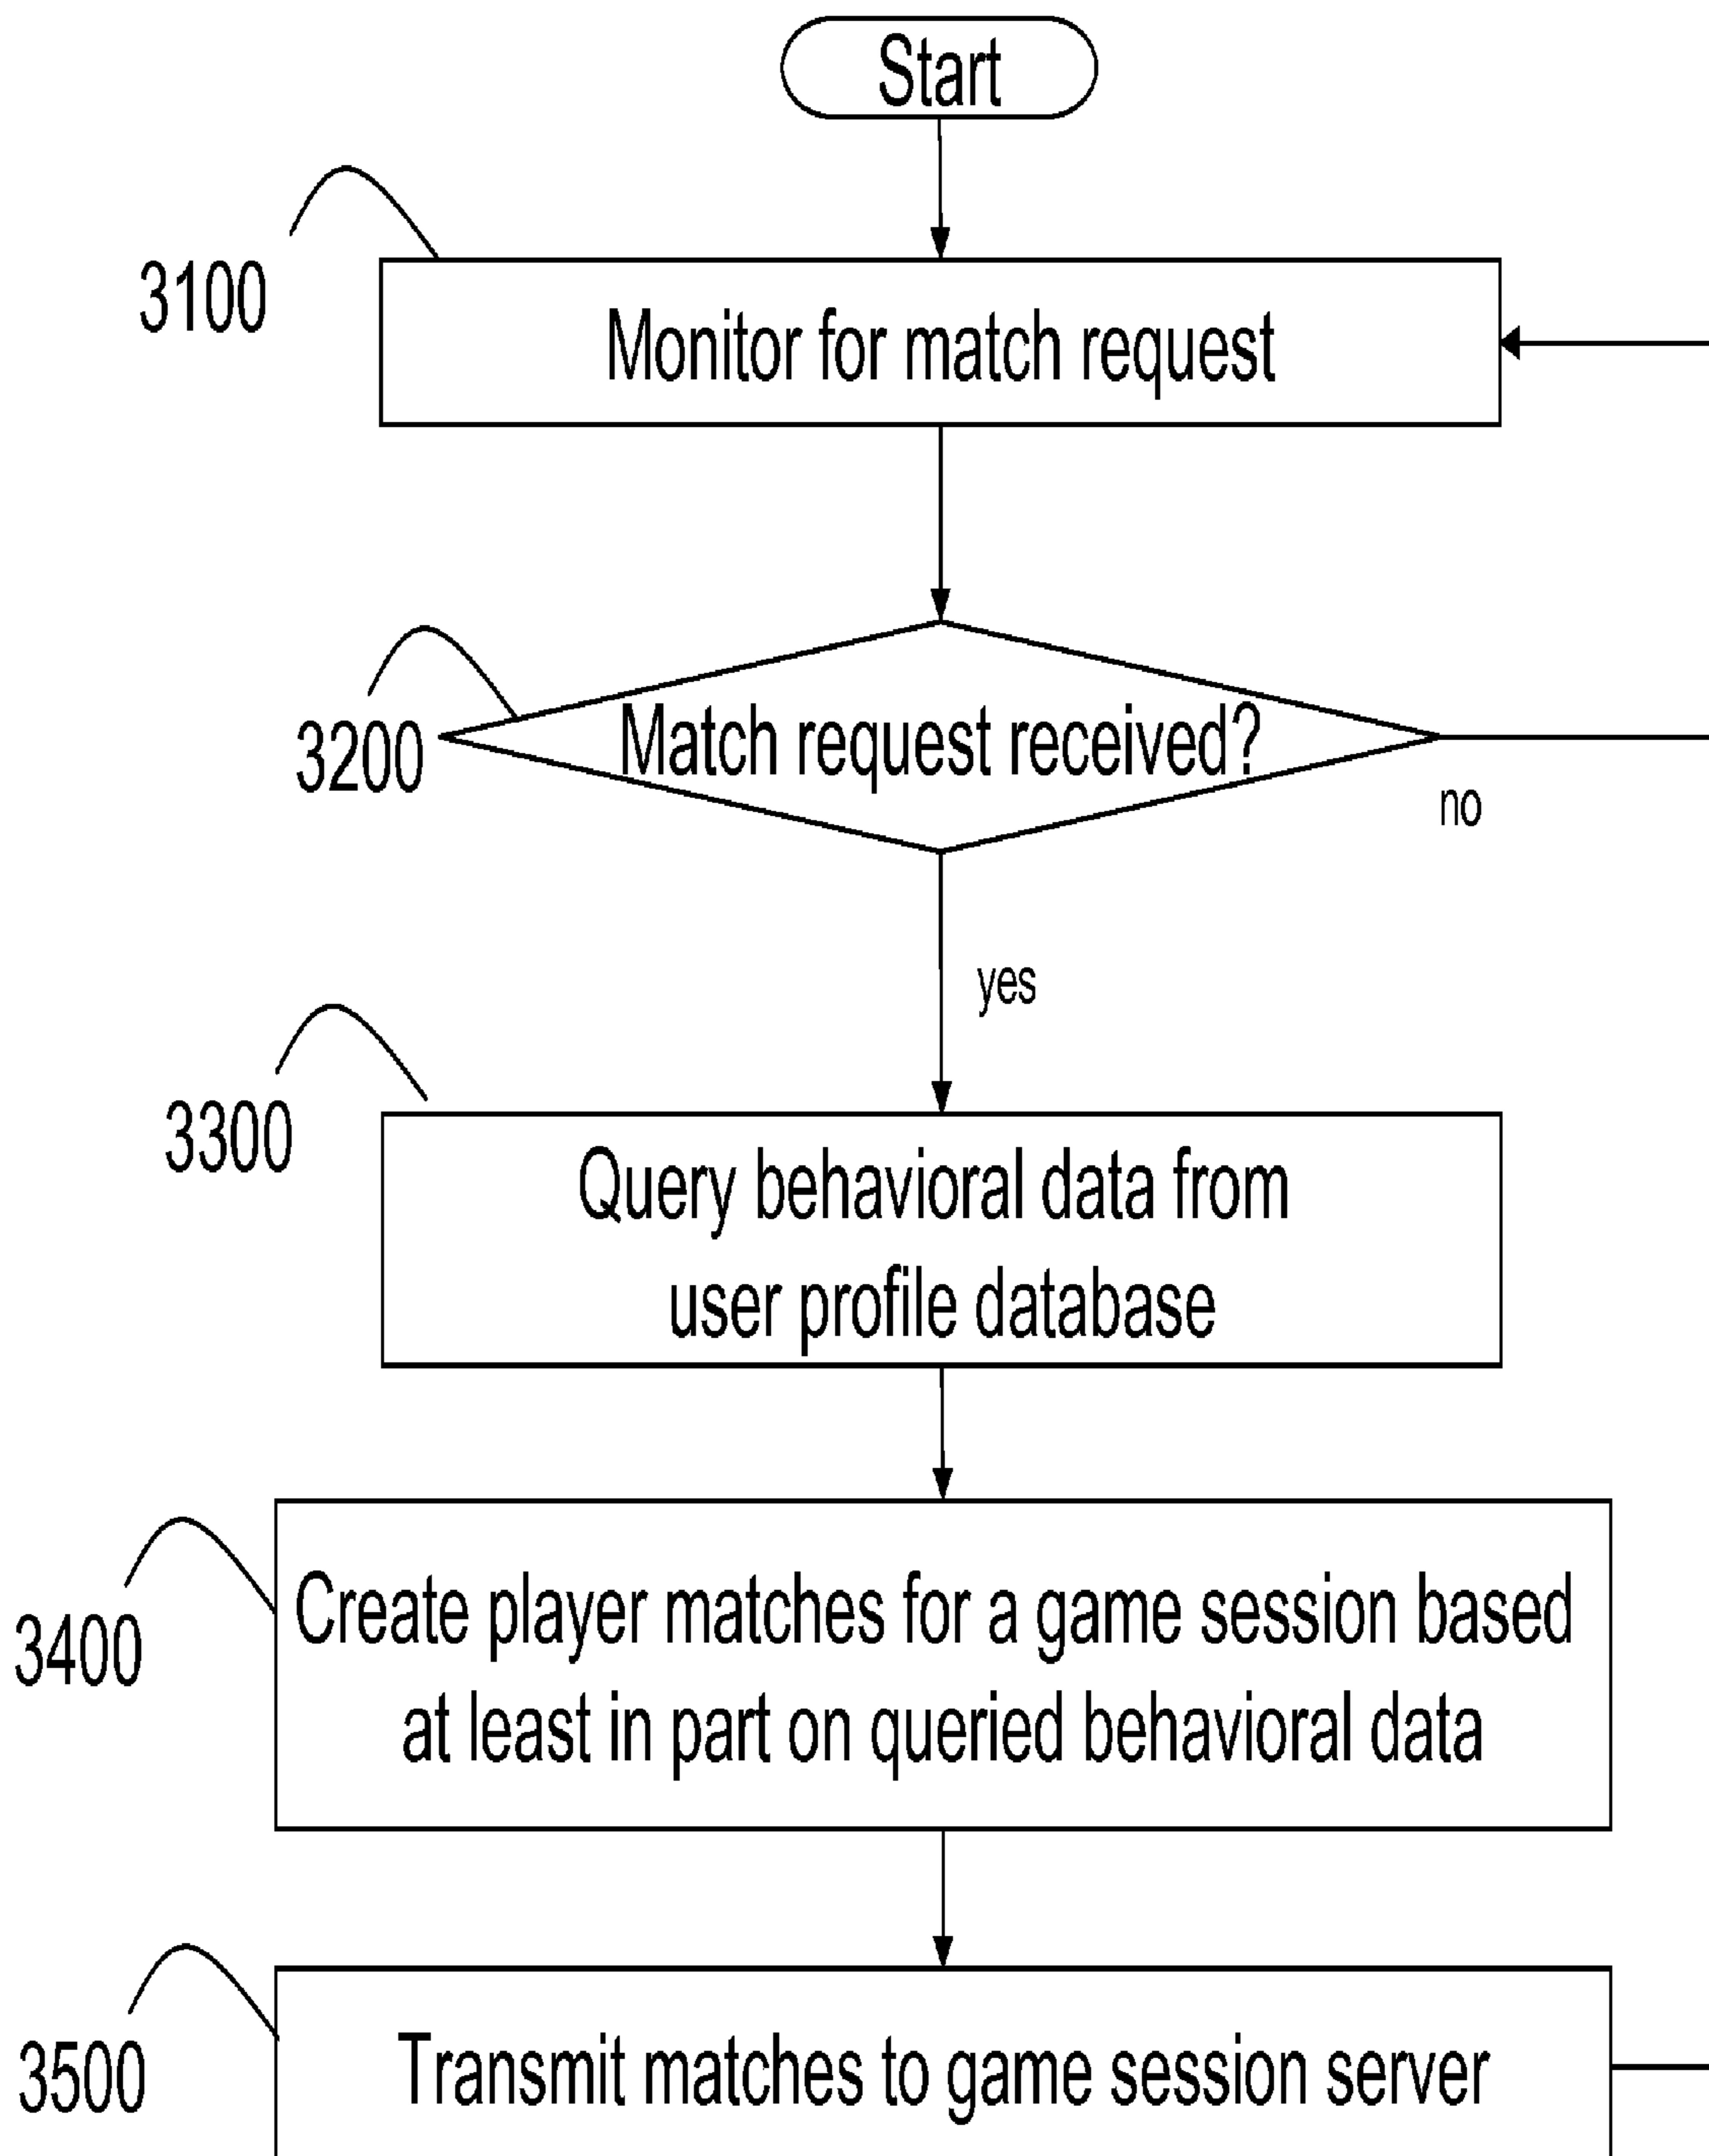 Start
3100
Monitor for match request
3200
Match request received?
no
yes
3300
Query behavioral data from
user profile database
3400
Create player matches for a game session based
at least in part on queried behavioral data
3500
Transmit matches to game session server